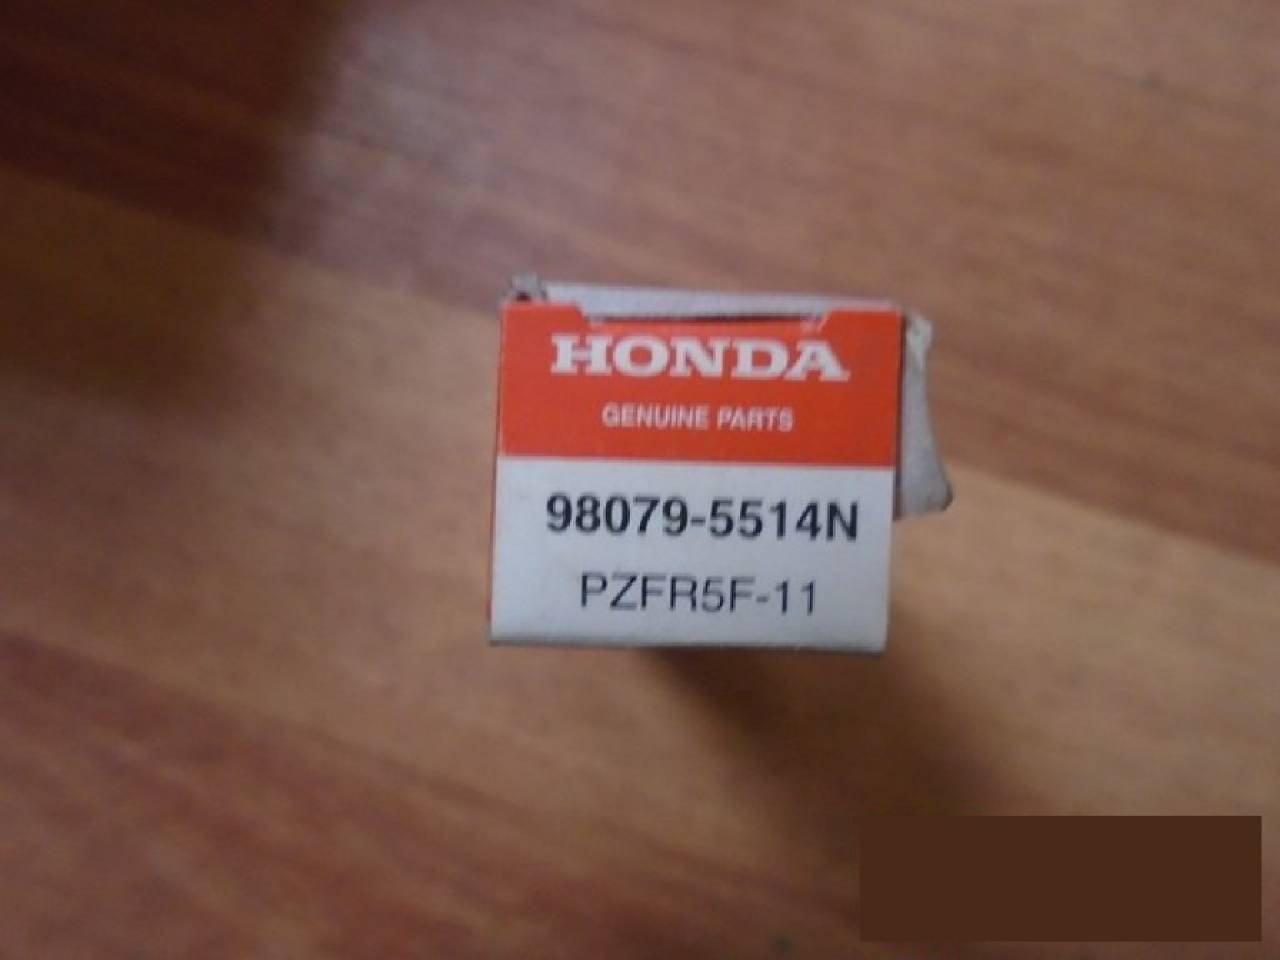 HONDA
GENUINE PARTS
98079-5514N
PZFR5F-11